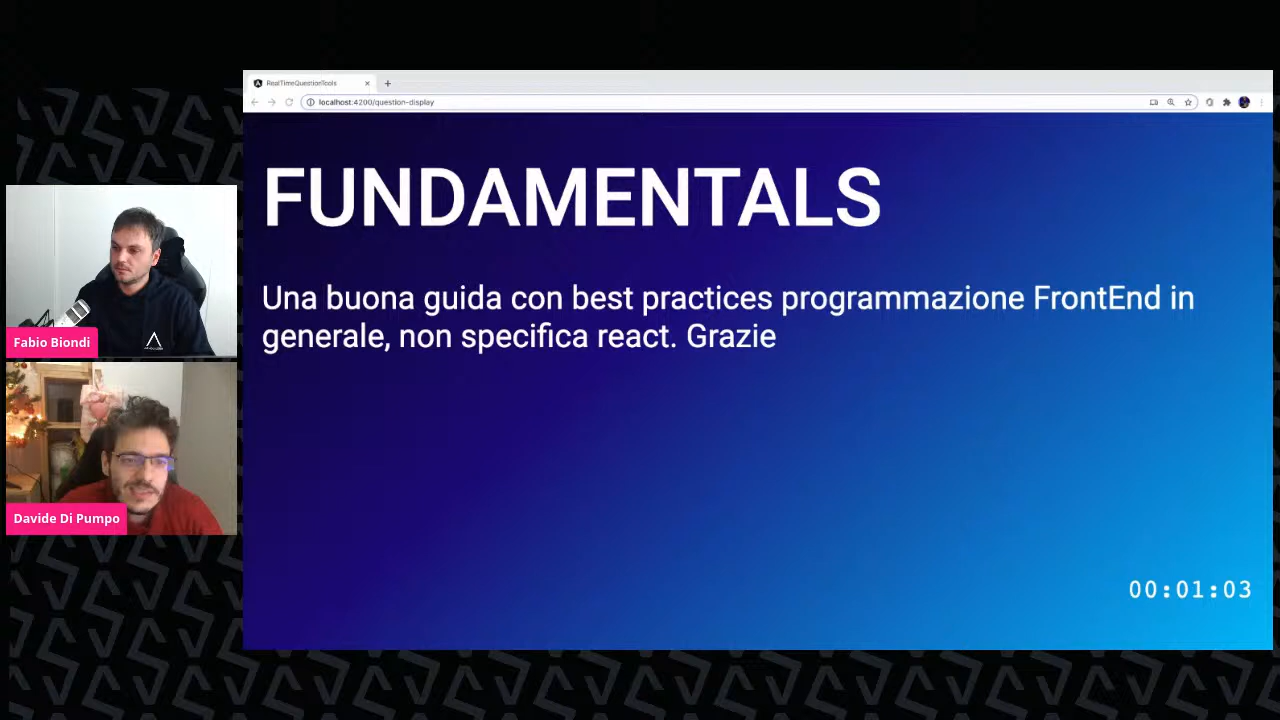 RealTimeQuestionTools
localhost:4200/question-display
FUNDAMENTALS
Una buona guida con best practices programmazione FrontEnd in
generale, non specifica react. Grazie
Fabio Biondi
Davide Di Pumpo
00:01:03